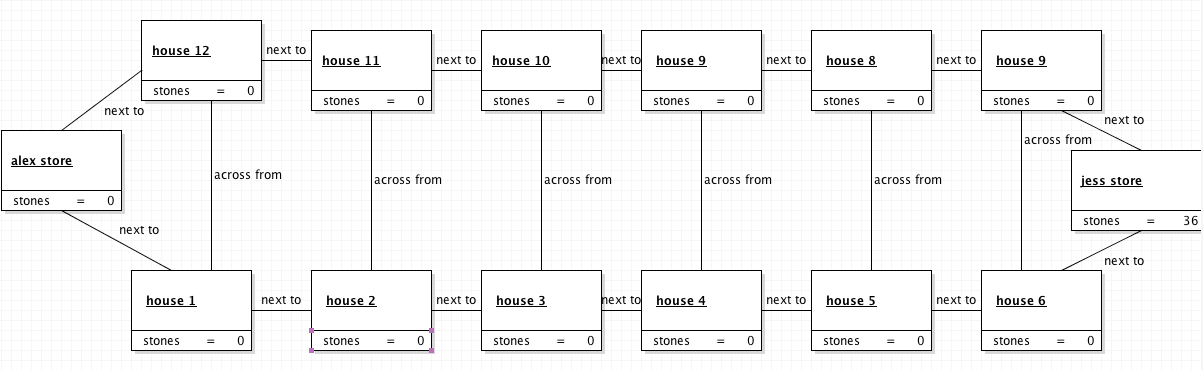 house 12
stones = 0
next to
house 11
stones = 0
next to
house 10
stones = 0
next to
house 9
stones = 0
next to
house 8
stones = 0
next to
house 9
stones = 0
next to
next to
alex store
stones = 0
jess store
stones = 36
across from
across from
across from
across from
across from
across from
next to
next to
house 1
stones = 0
next to
house 2
stones = 0
next to
house 3
stones = 0
next to
house 4
stones = 0
next to
house 5
stones = 0
next to
house 6
stones = 0